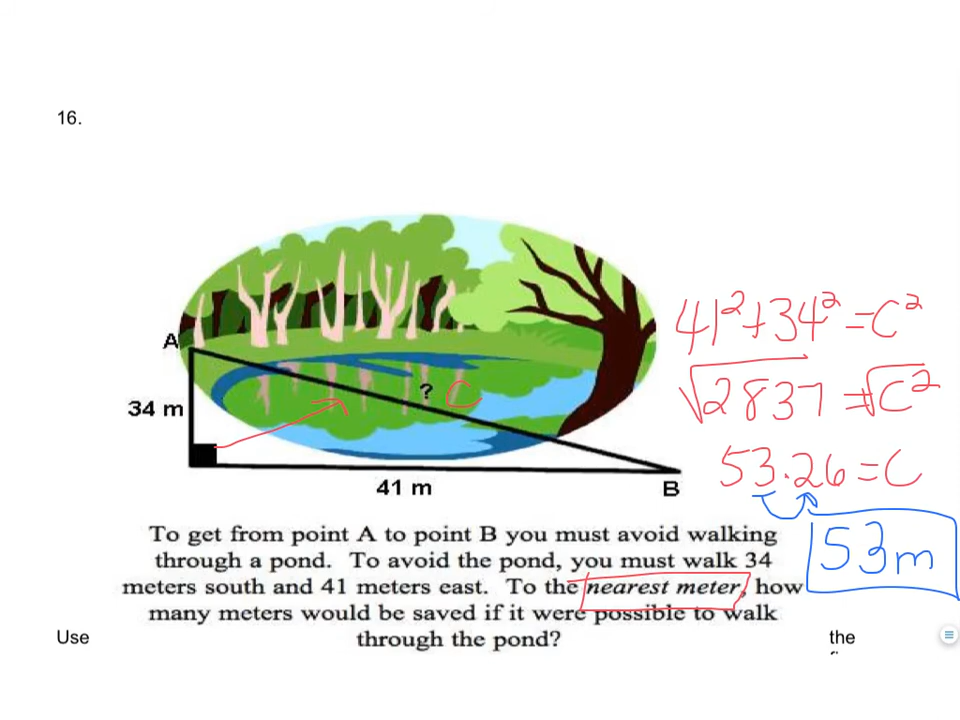 16.
A
34 m
? C
41 m
B
41²+34²=C²
√2837=√C²
53.26=C
53m
To get from point A to point B you must avoid walking
through a pond. To avoid the pond, you must walk 34
meters south and 41 meters east. To the nearest meter, how
many meters would be saved if it were possible to walk
through the pond?
Use the